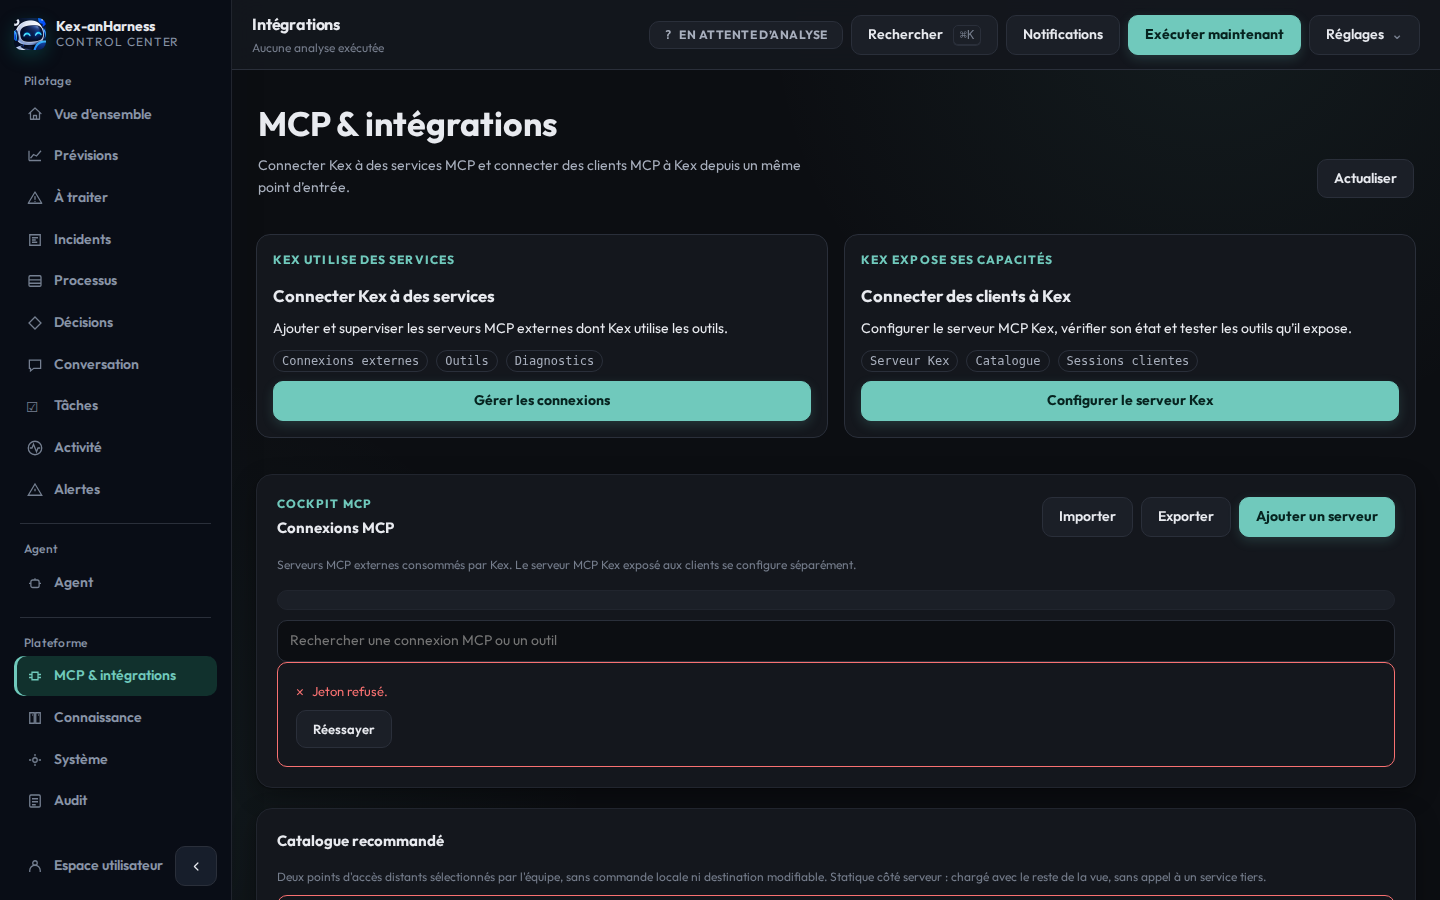 Kex-anHarness
CONTROL CENTER
Pilotage
Vue d'ensemble
Prévisions
À traiter
Incidents
Processus
Décisions
Conversation
Tâches
Activité
Alertes
Agent
Agent
Plateforme
MCP & intégrations
Connaissance
Système
Audit
Espace utilisateur
Intégrations
Aucune analyse exécutée
? EN ATTENTE D'ANALYSE
Rechercher ⌘K
Notifications
Exécuter maintenant
Réglages
MCP & intégrations
Connecter Kex à des services MCP et connecter des clients MCP à Kex depuis un même
point d'entrée.
Actualiser
KEX UTILISE DES SERVICES
Connecter Kex à des services
Ajouter et superviser les serveurs MCP externes dont Kex utilise les outils.
Connexions externes Outils Diagnostics
Gérer les connexions
KEX EXPOSE SES CAPACITÉS
Connecter des clients à Kex
Configurer le serveur MCP Kex, vérifier son état et tester les outils qu'il expose.
Serveur Kex Catalogue Sessions clientes
Configurer le serveur Kex
COCKPIT MCP
Connexions MCP
Importer
Exporter
Ajouter un serveur
Serveurs MCP externes consommés par Kex. Le serveur MCP Kex exposé aux clients se configure séparément.
Rechercher une connexion MCP ou un outil
× Jeton refusé.
Réessayer
Catalogue recommandé
Deux points d'accès distants sélectionnés par l'équipe, sans commande locale ni destination modifiable. Statique côté serveur : chargé avec le reste de la vue, sans appel à un service tiers.